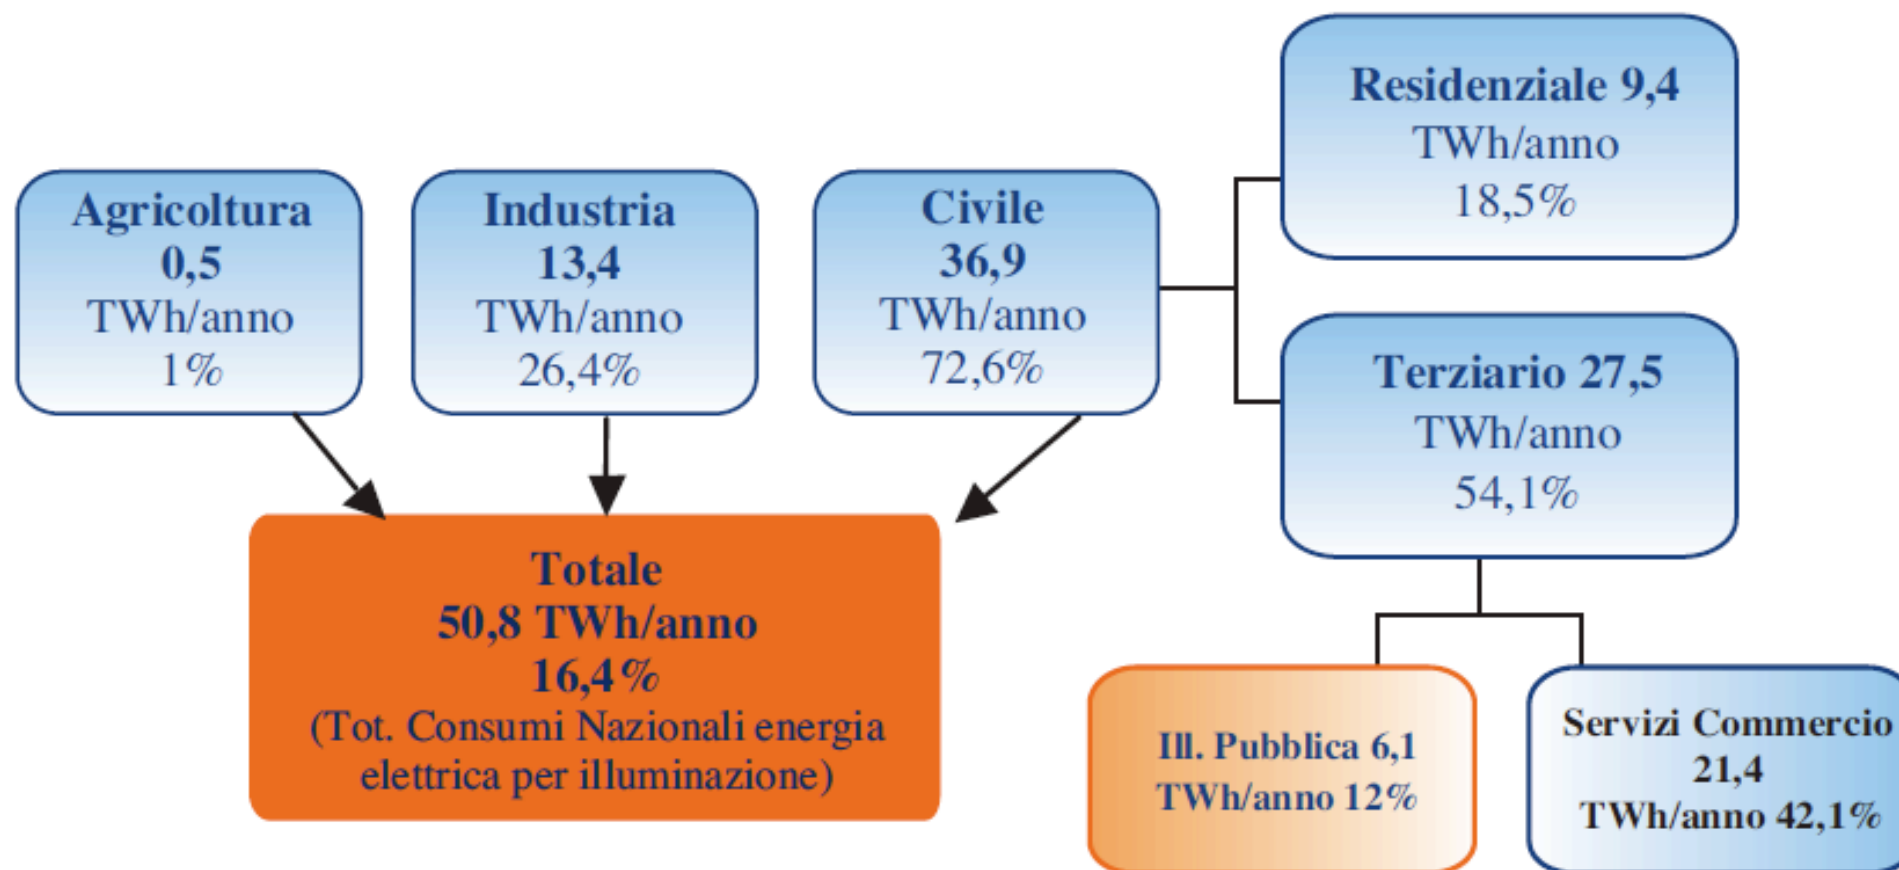 Agricoltura
0,5
TWh/anno
1%
Industria
13,4
TWh/anno
26,4%
Civile
36,9
TWh/anno
72,6%
Residenziale 9,4
TWh/anno
18,5%
Terziario 27,5
TWh/anno
54,1%
Totale
50,8 TWh/anno
16,4%
(Tot. Consumi Nazionali energia
elettrica per illuminazione)
Ill. Pubblica 6,1
TWh/anno 12%
Servizi Commercio
21,4
TWh/anno 42,1%